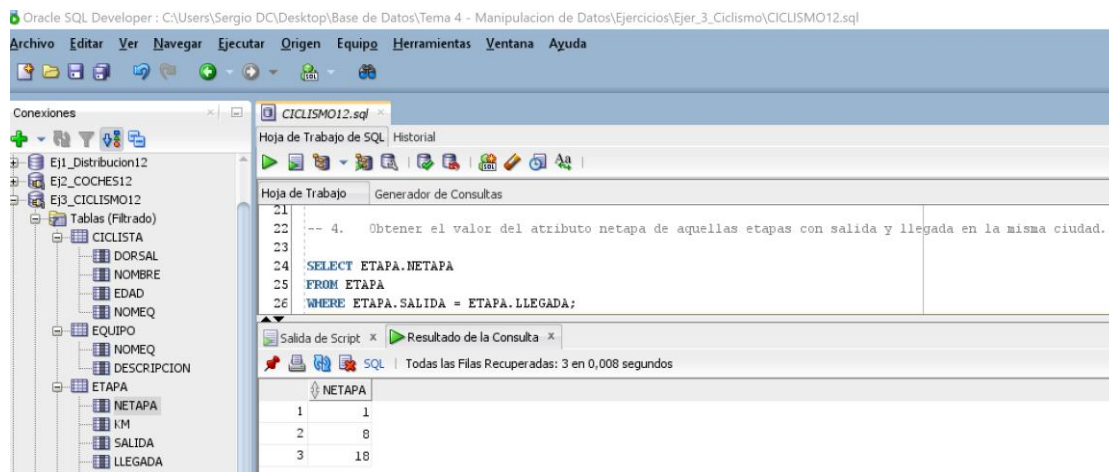 Oracle SQL Developer : C:\Users\Sergio DC\Desktop\Base de Datos\Tema 4 - Manipulacion de Datos\Ejercicios\Ejer_3_Ciclismo\CICLISMO12.sql
Archivo Editar Ver Navegar Ejecutar Origen Equipo Herramientas Ventana Ayuda
Conexiones
Ej1_Distribucion12
Ej2_COCHES12
Ej3_CICLISMO12
Tablas (Filtrado)
CICLISTA
DORSAL
NOMBRE
EDAD
NOMEQ
EQUIPO
NOMEQ
DESCRIPCION
ETAPA
NETAPA
KM
SALIDA
LLEGADA
CICLISMO12.sql
Hoja de Trabajo de SQL Historial
Hoja de Trabajo Generador de Consultas
21
22 -- 4. Obtener el valor del atributo netapa de aquellas etapas con salida y llegada en la misma ciudad.
23
24 SELECT ETAPA.NETAPA
25 FROM ETAPA
26 WHERE ETAPA.SALIDA = ETAPA.LLEGADA;
Salida de Script x Resultado de la Consulta x
SQL | Todas las Filas Recuperadas: 3 en 0,008 segundos
NETAPA
1 1
2 8
3 18